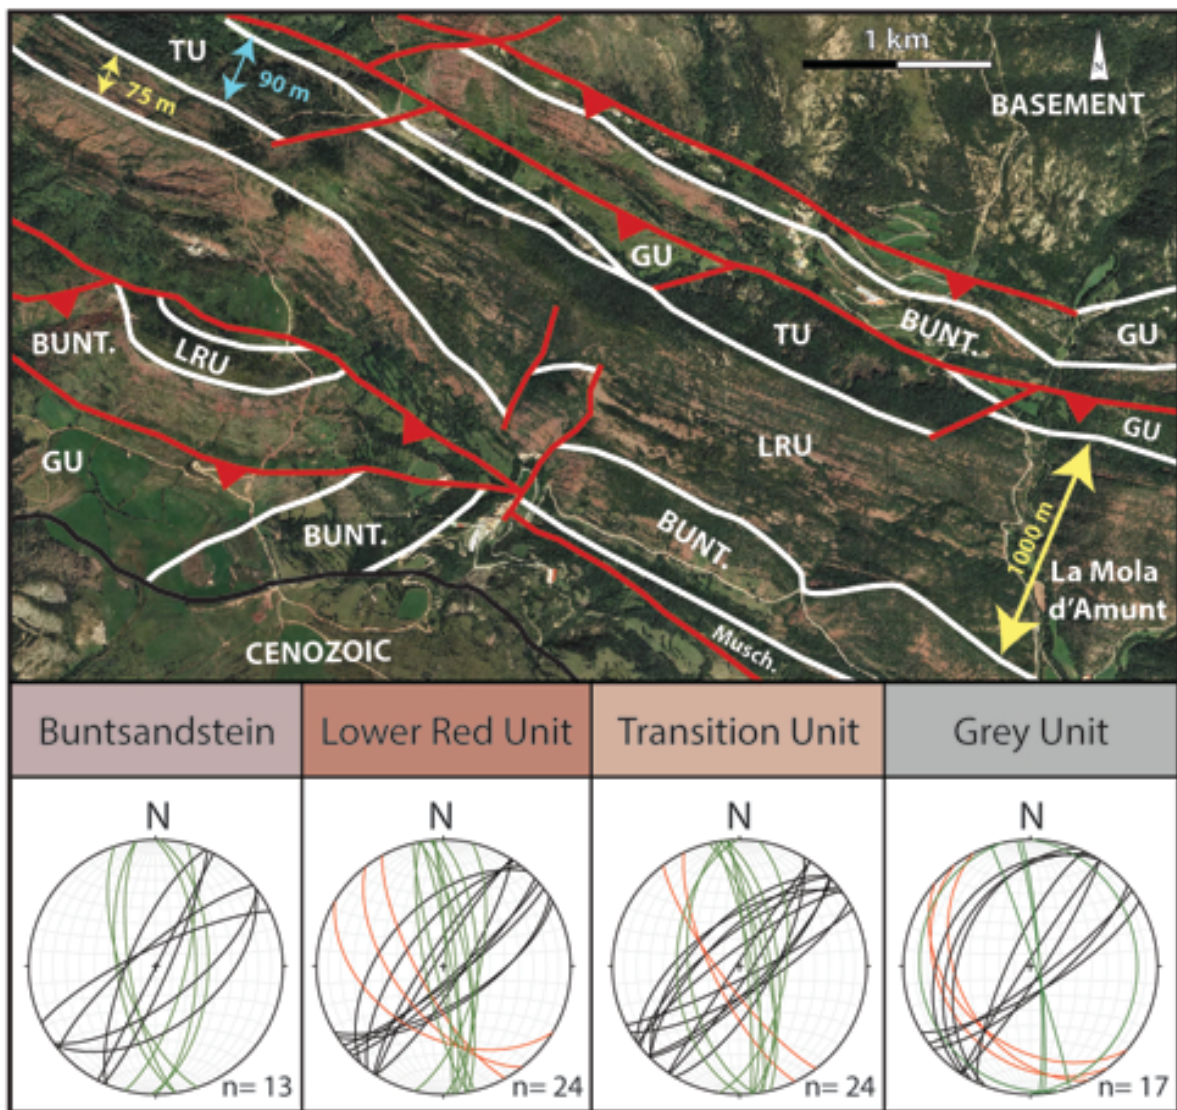 TU
90 m
75 m
1 km
N
BASEMENT
GU
BUNT.
LRU
TU
BUNT.
GU
GU
GU
LRU
BUNT.
BUNT.
1000 m
La Mola
d'Amunt
Musch.
CENOZOIC
Buntsandstein
Lower Red Unit
Transition Unit
Grey Unit
N
N
N
N
n= 13
n= 24
n= 24
n= 17